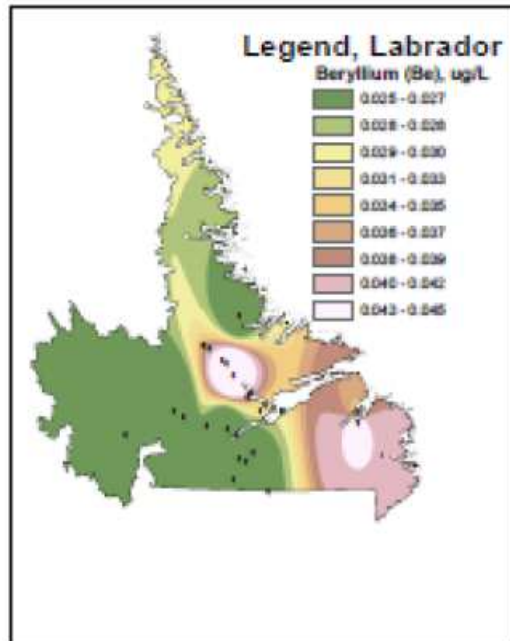 Legend, Labrador
Beryllium (Be), ug/L
0.025 - 0.027
0.028 - 0.028
0.029 - 0.030
0.031 - 0.033
0.034 - 0.035
0.036 - 0.037
0.038 - 0.039
0.040 - 0.042
0.043 - 0.045